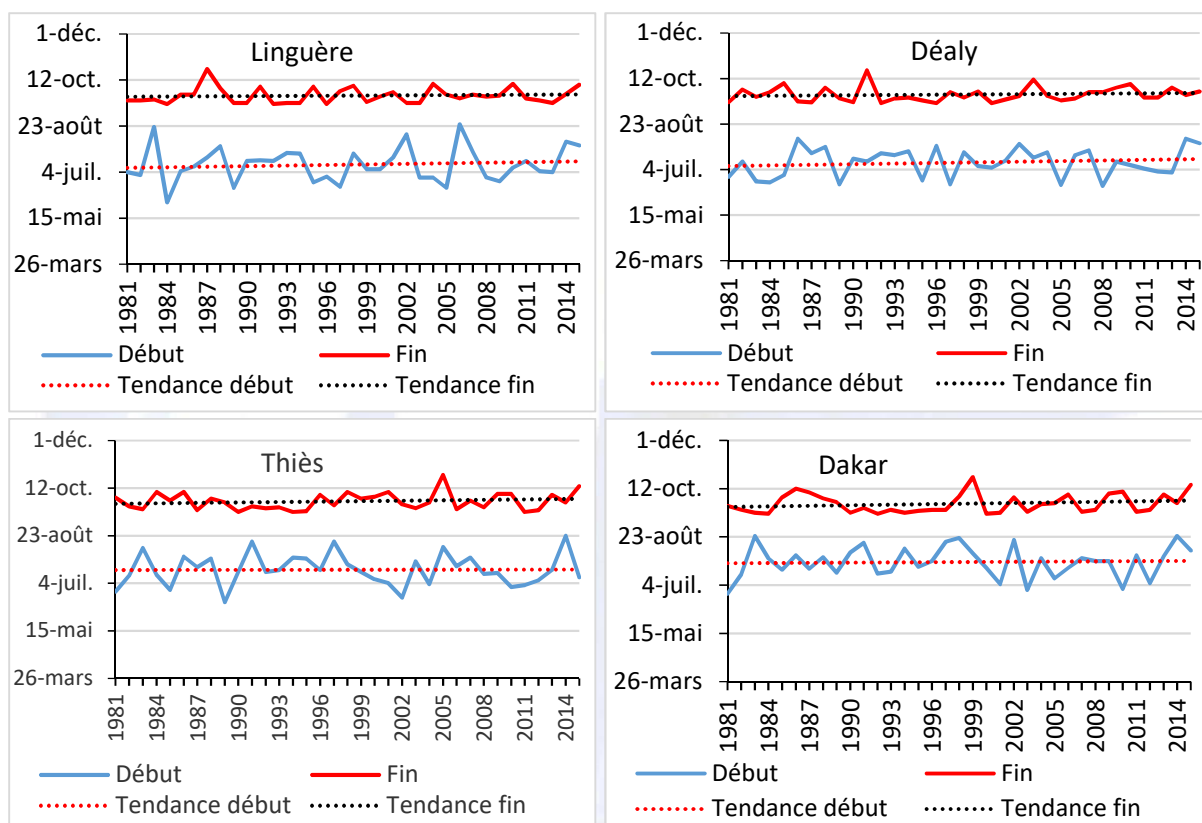 Linguère
1-déc.
12-oct.
23-août
4-juil.
15-mai
26-mars
1981
1984
1987
1990
1993
1996
1999
2002
2005
2008
2011
2014
Début
Fin
Tendance début
Tendance fin
Déaly
1-déc.
12-oct.
23-août
4-juil.
15-mai
26-mars
1981
1984
1987
1990
1993
1996
1999
2002
2005
2008
2011
2014
Début
Fin
Tendance début
Tendance fin
Thiès
1-déc.
12-oct.
23-août
4-juil.
15-mai
26-mars
1981
1984
1987
1990
1993
1996
1999
2002
2005
2008
2011
2014
Début
Fin
Tendance début
Tendance fin
Dakar
1-déc.
12-oct.
23-août
4-juil.
15-mai
26-mars
1981
1984
1987
1990
1993
1996
1999
2002
2005
2008
2011
2014
Début
Fin
Tendance début
Tendance fin